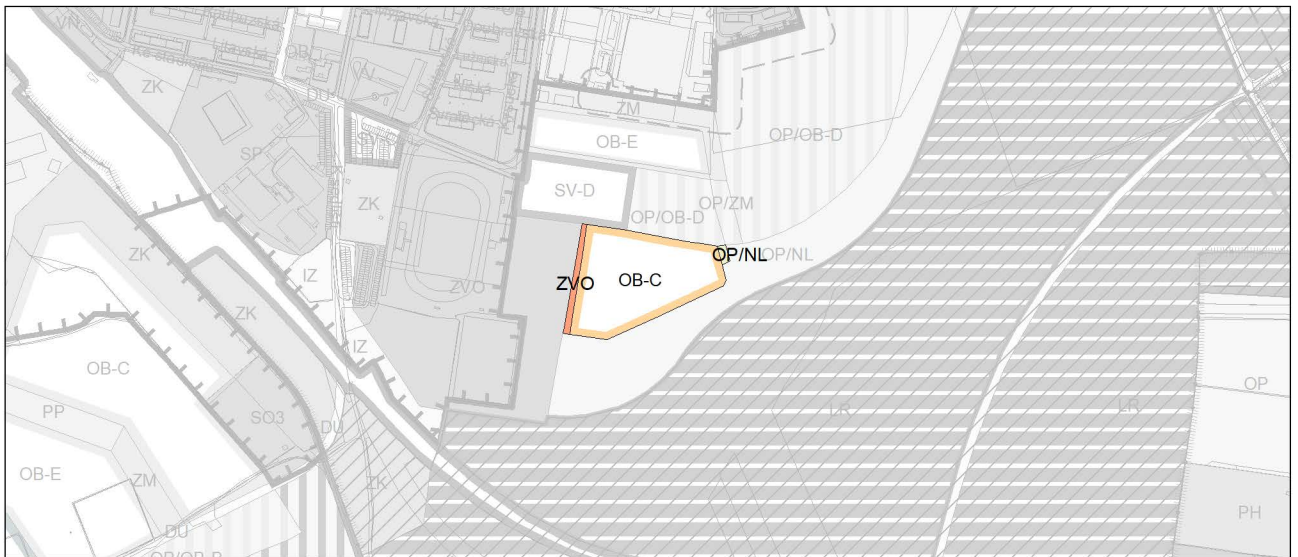 ZK
OB
DU
VV
ZM
OB-E
OP/OB-D
SP
SV-D
ZK
OP/ZM
OP/OB-D
OP/NL
OP/NL
ZK
IZ
ZVO
ZVO
OB-C
ZK
IZ
OB-C
OP
PP
SO3
LR
LR
DU
OB-E
ZM
ZK
PH
DU